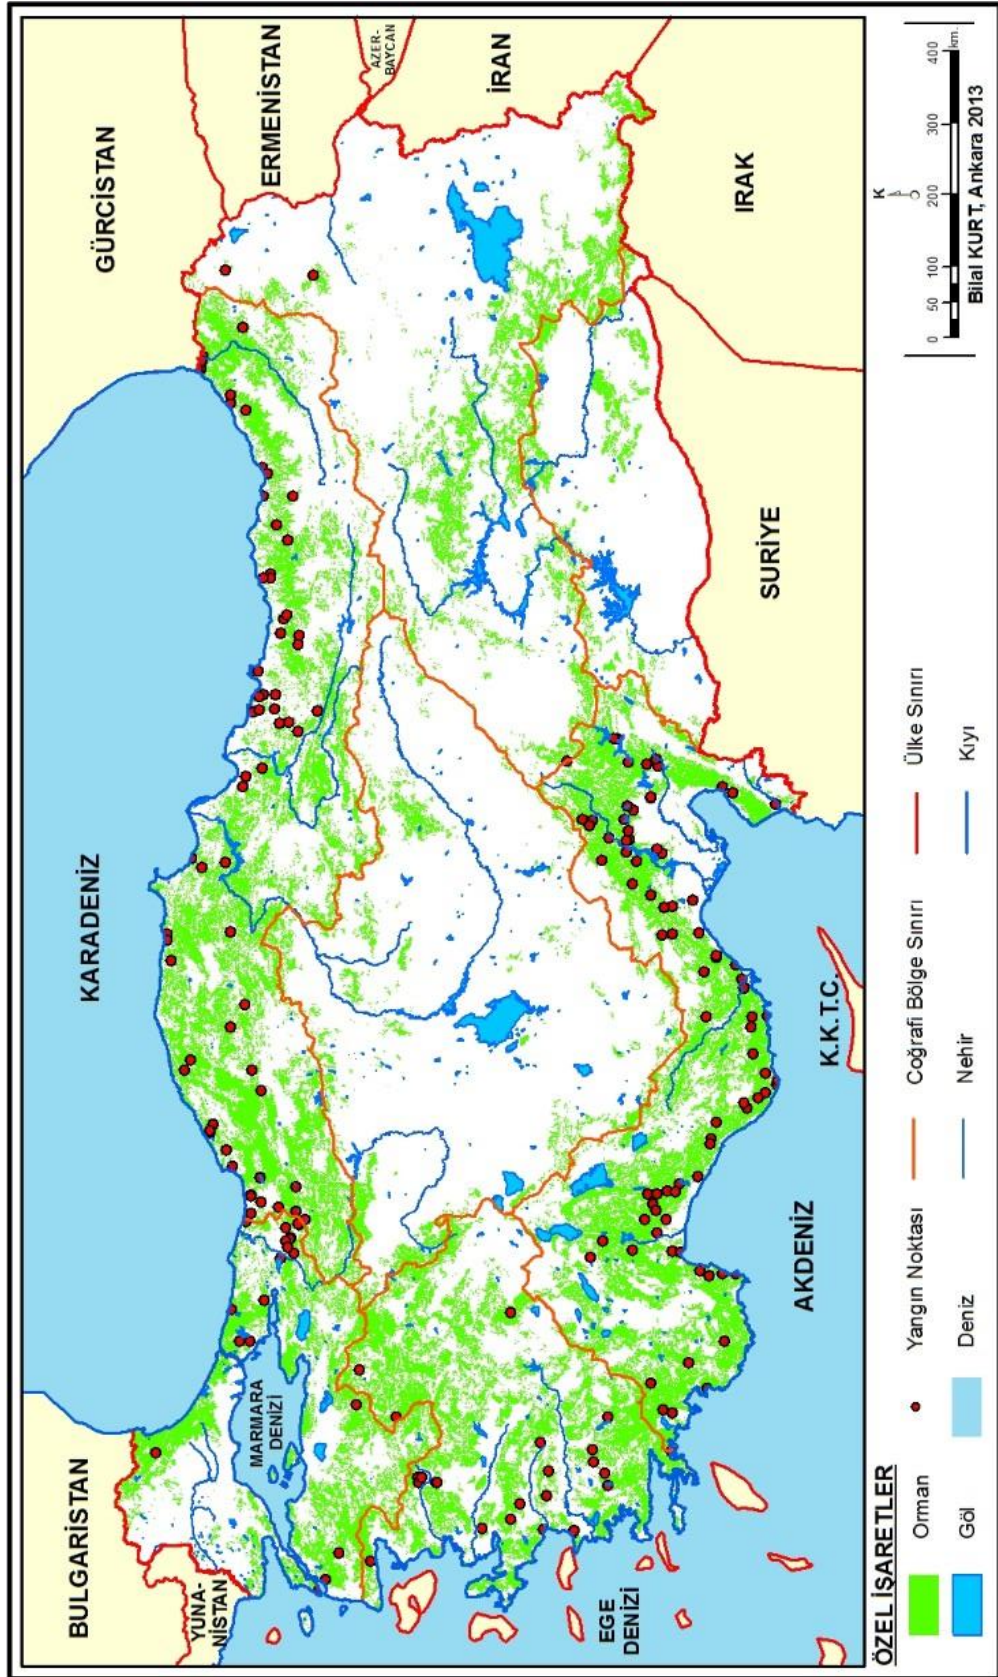 BULGARİSTAN
YUNA-
NİSTAN
KARADENİZ
GÜRCİSTAN
ERMENİSTAN
AZER-
BAYCAN
İRAN
MARMARA
DENİZİ
EGE
DENİZİ
AKDENİZ
K.K.T.C.
SURİYE
IRAK
ÖZEL İŞARETLER
Orman
Yangın Noktası
Coğrafi Bölge Sınırı
Ülke Sınırı
Göl
Deniz
Nehir
Kıyı
K
0 50 100 200 300 400
km.
Bilal KURT, Ankara 2013